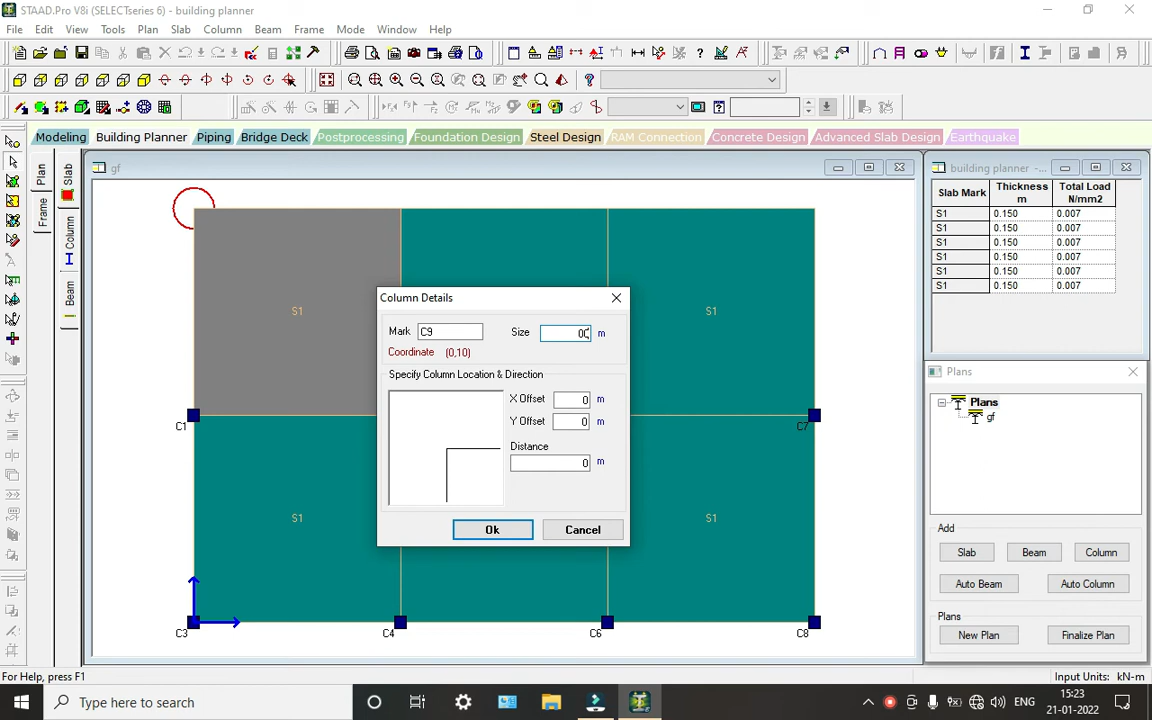 STAAD.Pro V8i (SELECTseries 6) - building planner
File Edit View Tools Plan Slab Column Beam Frame Mode Window Help
Modeling Building Planner Piping Bridge Deck Postprocessing Foundation Design Steel Design RAM Connection Concrete Design Advanced Slab Design Earthquake
Plan
Frame
Slab
Column
Beam
gf
S1
S1
C1
C7
S1
S1
C3
C4
C6
C8
Column Details
Mark C9 Size 0 m
Coordinate (0,10)
Specify Column Location & Direction
X Offset 0 m
Y Offset 0 m
Distance
0 m
Ok Cancel
building planner -...
Slab Mark Thickness m Total Load N/mm2
S1 0.150 0.007
S1 0.150 0.007
S1 0.150 0.007
S1 0.150 0.007
S1 0.150 0.007
S1 0.150 0.007
Plans
Plans
gf
Add
Slab Beam Column
Auto Beam Auto Column
Plans
New Plan Finalize Plan
For Help, press F1
Input Units: kN-m
Type here to search
ENG
15:23
21-01-2022